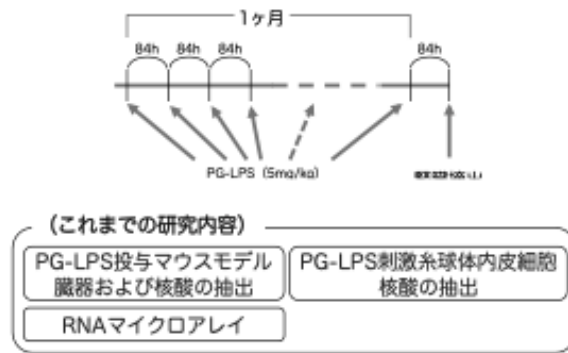 1ヶ月
84h 84h 84h 84h
PG-LPS (5mg/kg)
(これまでの研究内容)
PG-LPS投与マウスモデル
臓器および核酸の抽出
PG-LPS刺激糸球体内皮細胞
核酸の抽出
RNAマイクロアレイ